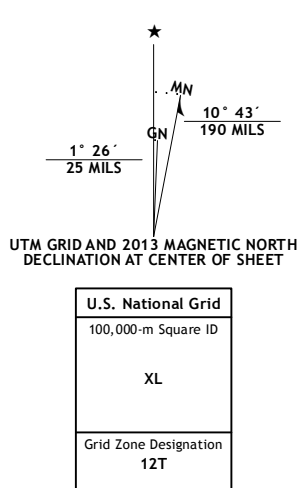 ★
MN
10° 43´
190 MILS
GN
1° 26´
25 MILS
UTM GRID AND 2013 MAGNETIC NORTH
DECLINATION AT CENTER OF SHEET
U.S. National Grid
100,000-m Square ID
XL
Grid Zone Designation
12T